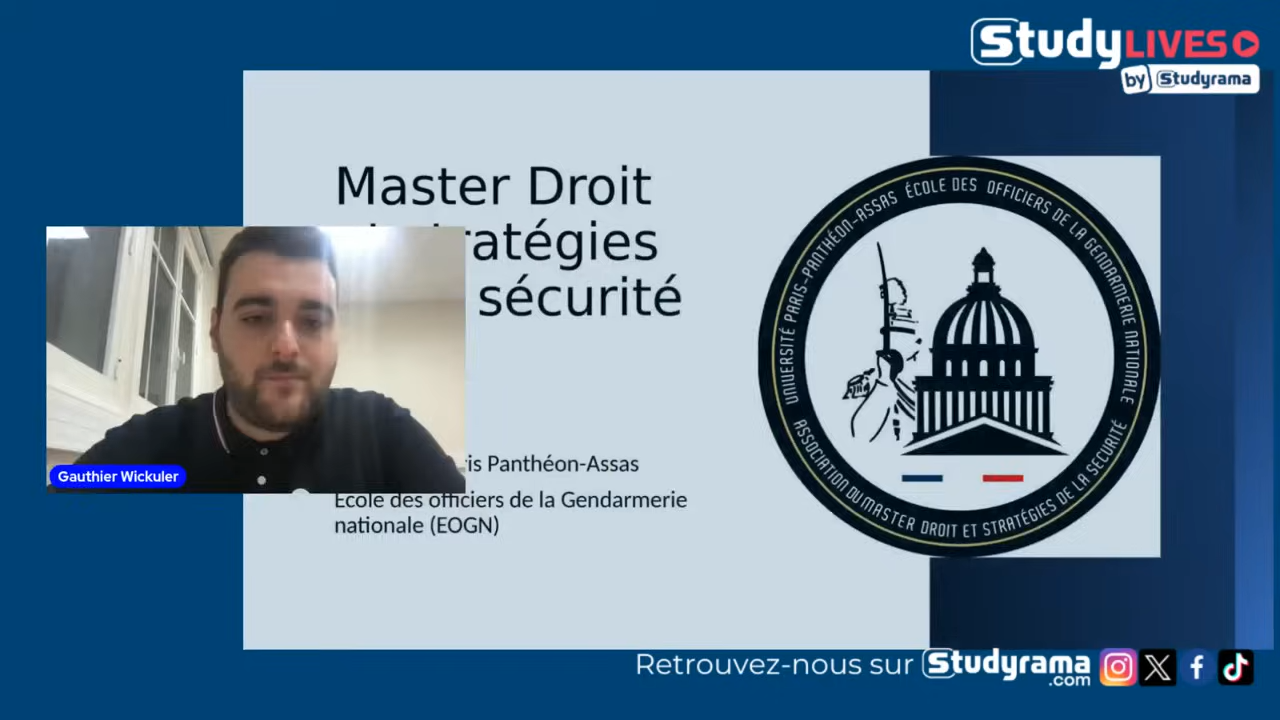 StudyLIVES
by Studyrama
Master Droit
stratégies
sécurité
UNIVERSITÉ PARIS-PANTHÉON-ASSAS ÉCOLE DES OFFICIERS DE LA GENDARMERIE NATIONALE
ASSOCIATION DU MASTER DROIT ET STRATÉGIES DE LA SÉCURITÉ
Gauthier Wickuler
Panthéon-Assas
École des officiers de la Gendarmerie
nationale (EOGN)
Retrouvez-nous sur Studyrama
.com